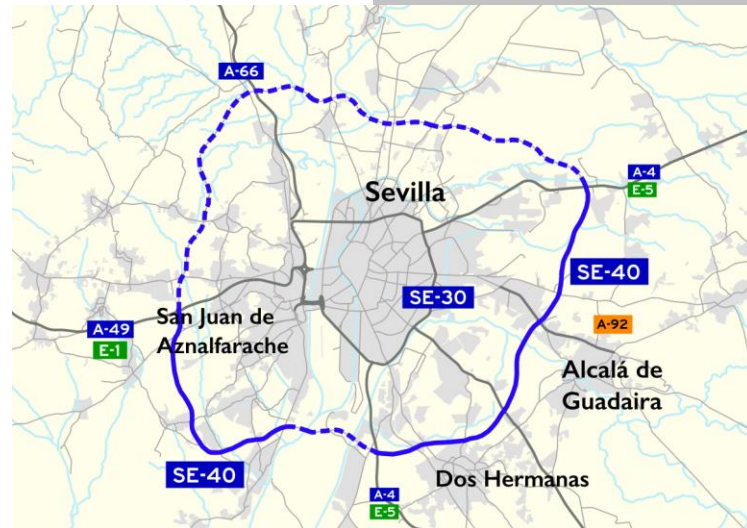 A-66
Sevilla
A-4
E-5
SE-40
SE-30
San Juan de
Aznalfarache
A-49
E-1
A-92
Alcalá de
Guadaira
SE-40
Dos Hermanas
A-4
E-5